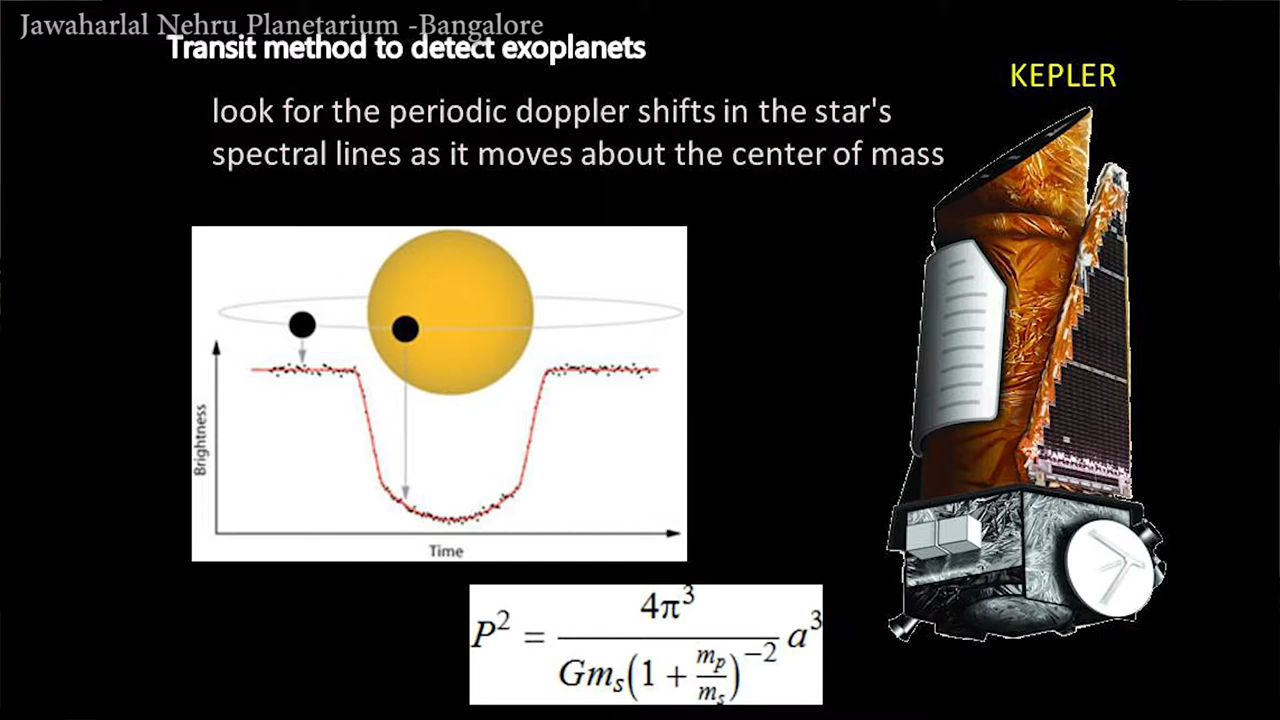 Jawaharlal Nehru Planetarium -Bangalore
Transit method to detect exoplanets
KEPLER
look for the periodic doppler shifts in the star's
spectral lines as it moves about the center of mass
Brightness
Time
P² = 4π³ / Gmₛ(1 + mₚ/mₛ)⁻² a³